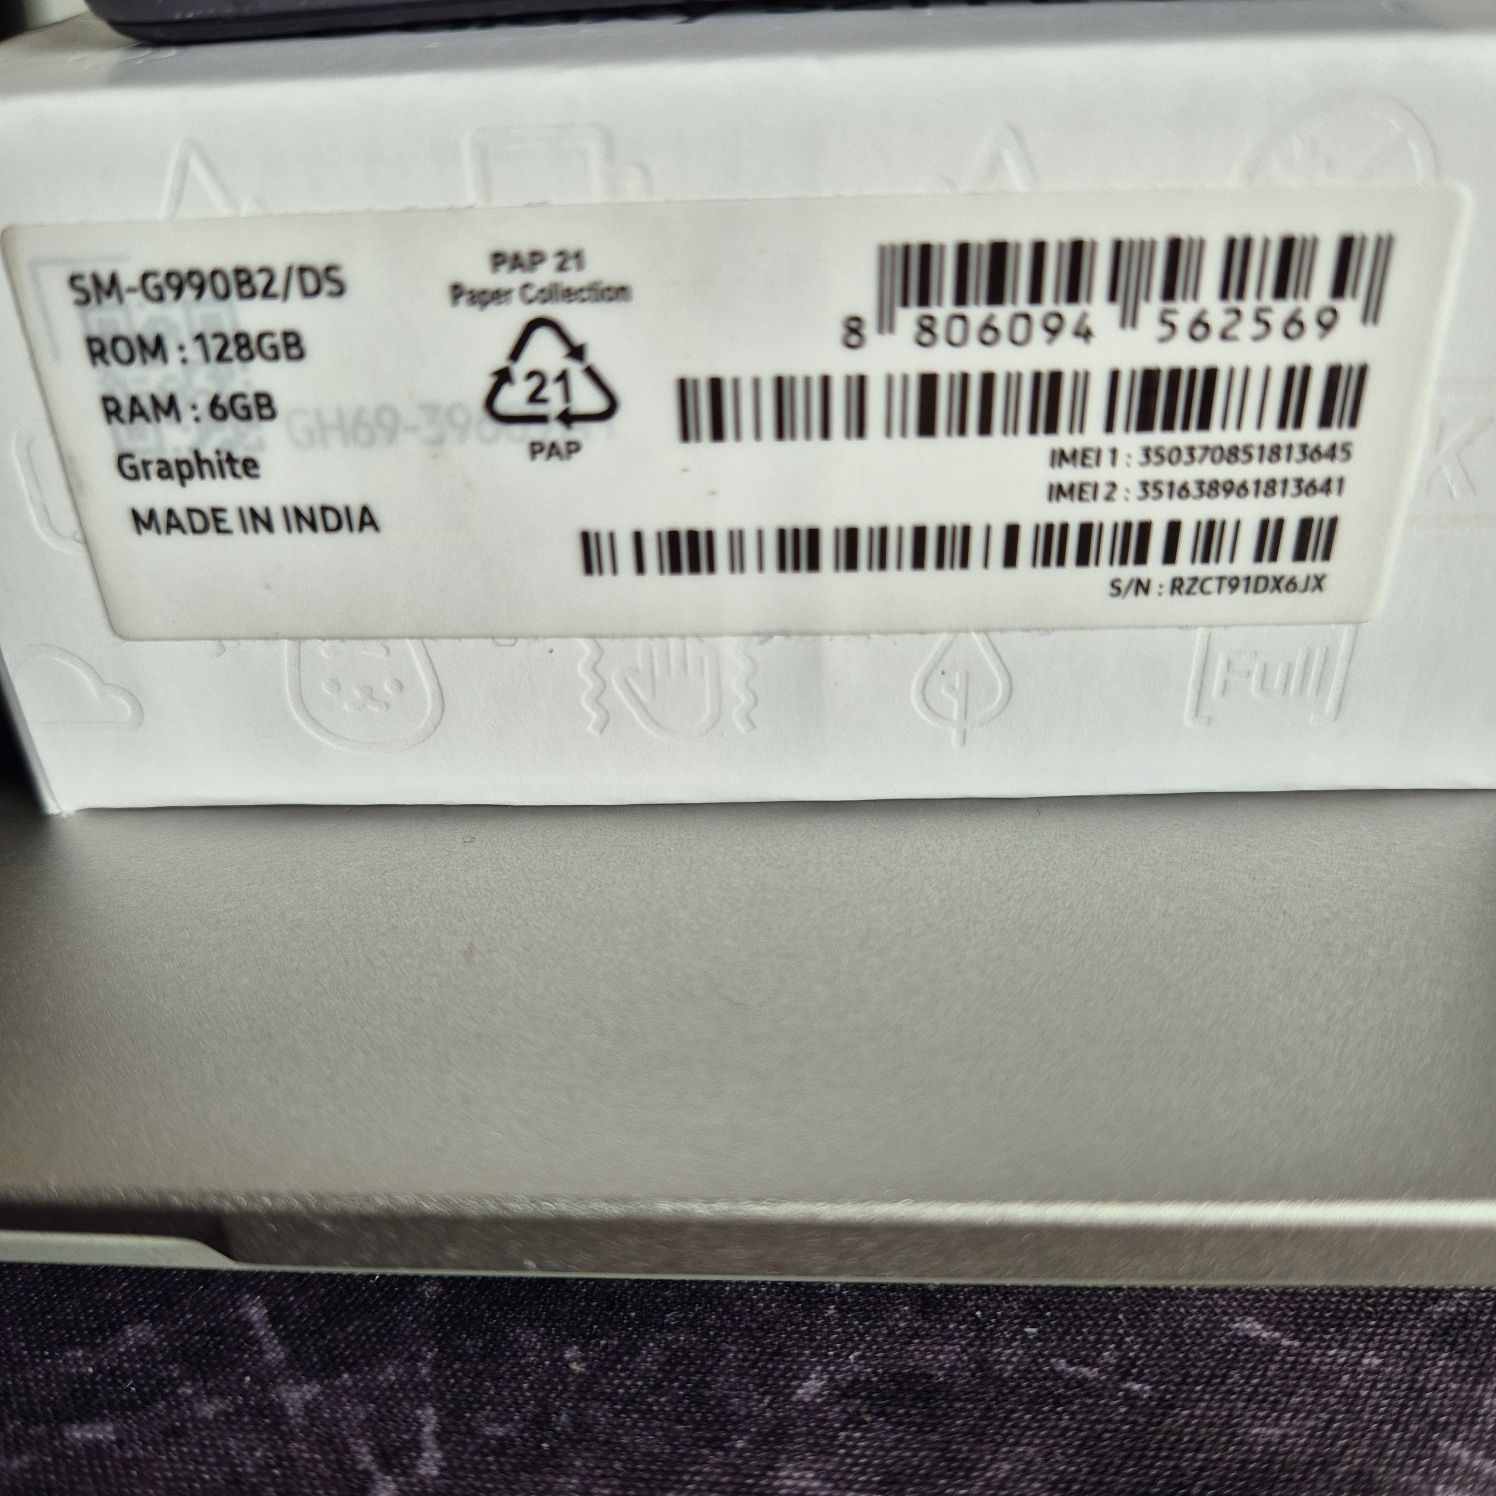 SM-G990B2/DS
ROM : 128GB
RAM : 6GB
Graphite
MADE IN INDIA
PAP 21
Paper Collection
21
PAP
8 806094 562569
IMEI 1 : 350370851813645
IMEI 2 : 351638961813641
S/N : RZCT91DX6JX
Full
K